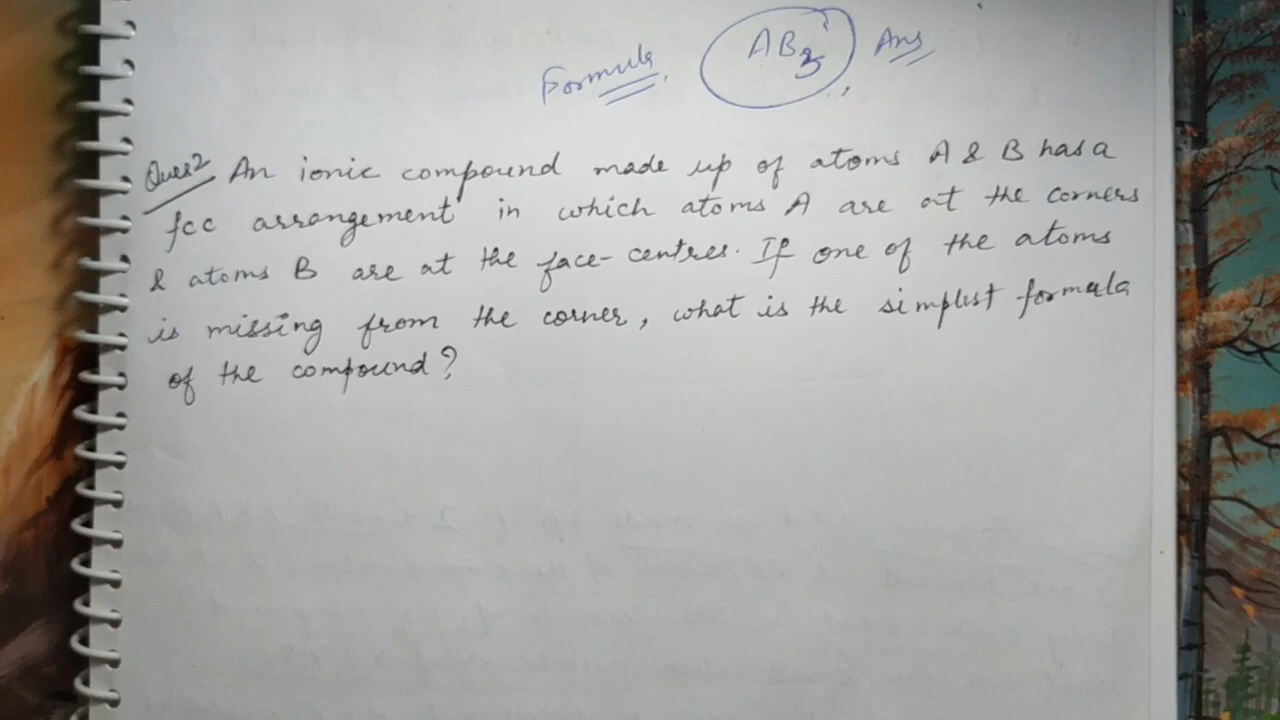 Formula, AB3 Ans
Ques2 An ionic compound made up of atoms A & B has a
fcc arrangement in which atoms A are at the corners
& atoms B are at the face-centres. If one of the atoms
is missing from the corner, what is the simplest formula
of the compound?